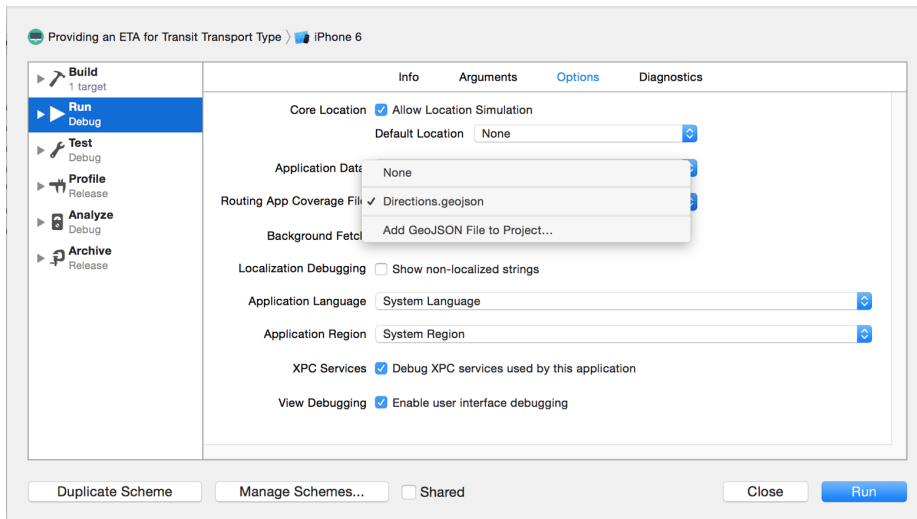 Providing an ETA for Transit Transport Type iPhone 6
Build
1 target
Run
Debug
Test
Debug
Profile
Release
Analyze
Debug
Archive
Release
Info Arguments Options Diagnostics
Core Location Allow Location Simulation
Default Location None
Application Data
None
Routing App Coverage File Directions.geojson
Add GeoJSON File to Project...
Background Fetch
Localization Debugging Show non-localized strings
Application Language System Language
Application Region System Region
XPC Services Debug XPC services used by this application
View Debugging Enable user interface debugging
Duplicate Scheme Manage Schemes... Shared Close Run